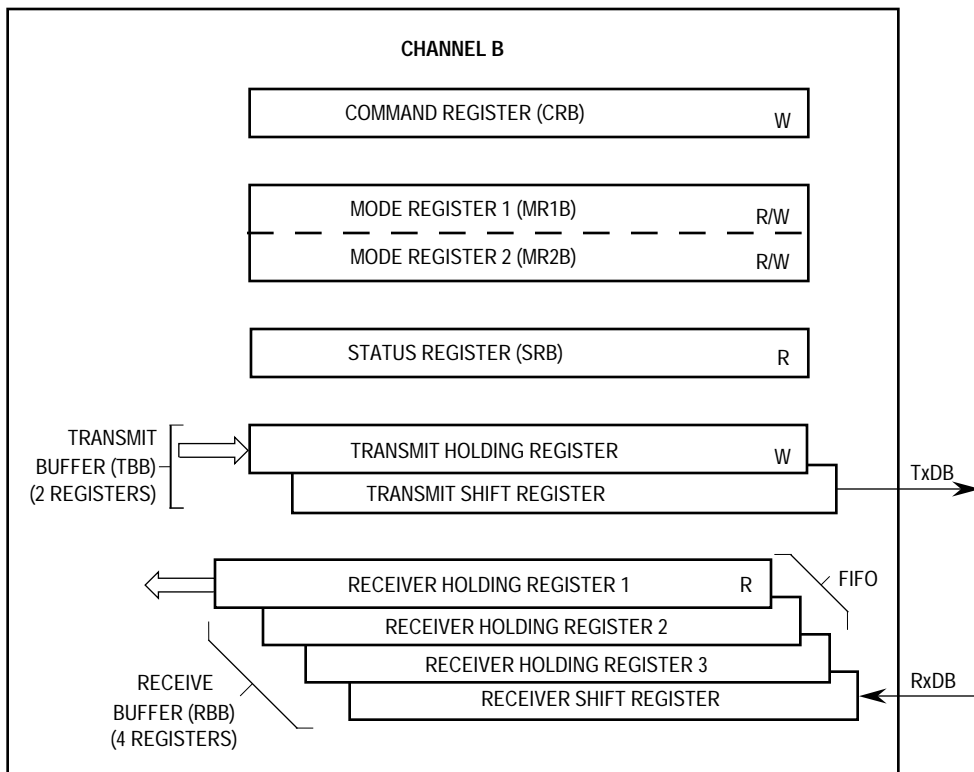 CHANNEL B
COMMAND REGISTER (CRB)
W
MODE REGISTER 1 (MR1B)
R/W
MODE REGISTER 2 (MR2B)
R/W
STATUS REGISTER (SRB)
R
TRANSMIT
BUFFER (TBB)
(2 REGISTERS)
TRANSMIT HOLDING REGISTER
W
TRANSMIT SHIFT REGISTER
TxDB
RECEIVER HOLDING REGISTER 1
R
FIFO
RECEIVER HOLDING REGISTER 2
RECEIVER HOLDING REGISTER 3
RECEIVER SHIFT REGISTER
RxDB
RECEIVE
BUFFER (RBB)
(4 REGISTERS)